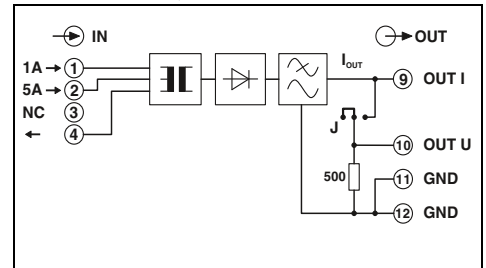 IN
OUT
1A → 1
5A → 2
NC 3
← 4
IOUT
9 OUT I
J
10 OUT U
500
11 GND
12 GND